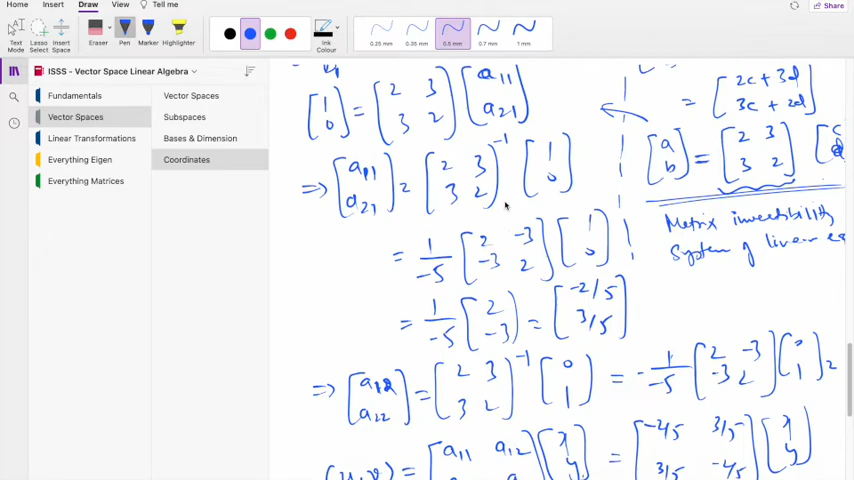 Home Insert Draw View Tell me Share
Text Mode Lasso Select Insert Space Eraser Pen Marker Highlighter Ink Colour 0.25 mm 0.35 mm 0.5 mm 0.7 mm 1 mm
ISSS - Vector Space Linear Algebra
Fundamentals
Vector Spaces
Linear Transformations
Everything Eigen
Everything Matrices
Vector Spaces
Subspaces
Bases & Dimension
Coordinates
[1 0] = [2 3 3 2] [a11 a21]
= [2c + 3d 3c + 2d]
[a b] = [2 3 3 2] [c d
=> [a11 a21] = [2 3 3 2]^-1 [1 0]
Matrix invertibility
System of linear
= 1/-5 [2 -3 -3 2] [1 0]
= 1/-5 [2 -3] = [-2/5 3/5]
=> [a12 a22] = [2 3 3 2]^-1 [0 1] = - 1/-5 [2 -3 -3 2] [0 1] =
(u,v) = [a11 a12 [x y] = [-2/5 3/5 3/5 -2/5] [x y]